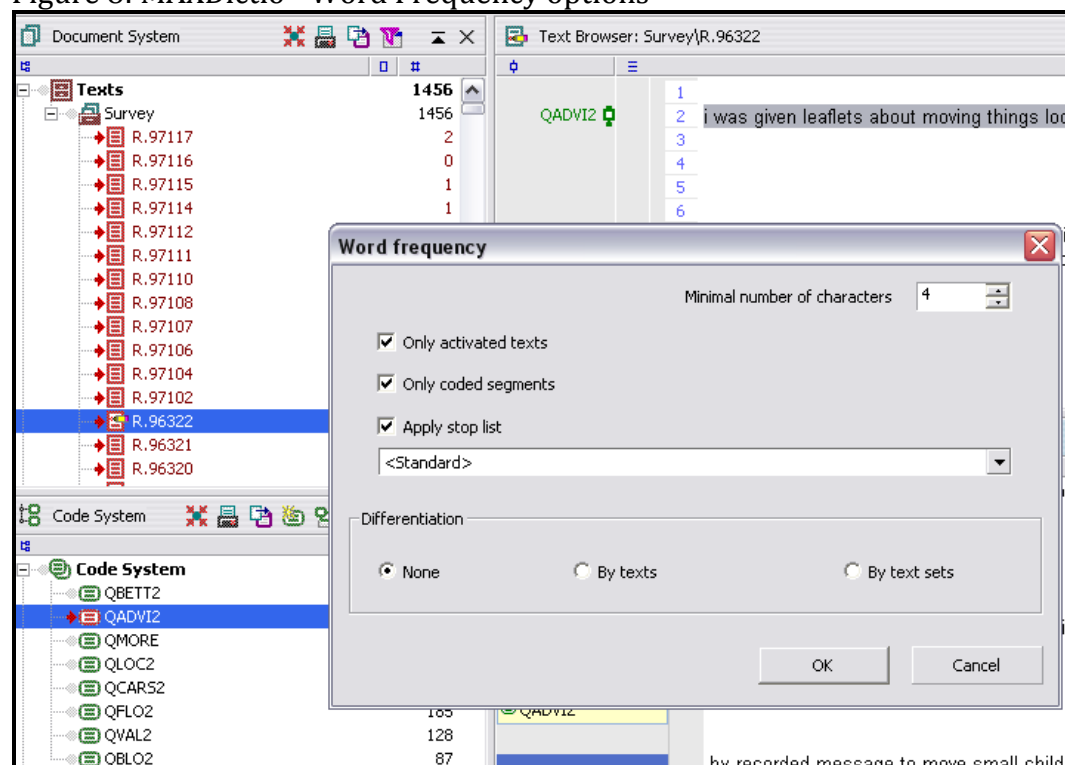 Figure 8: MAXDictio - Word Frequency options
Document System
Text Browser: Survey\R.96322
#
Texts 1456
Survey 1456
R.97117 2
R.97116 0
R.97115 1
R.97114 1
R.97112
R.97111
R.97110
R.97108
R.97107
R.97106
R.97104
R.97102
R.96322
R.96321
R.96320
QADVI2
1
2 i was given leaflets about moving things
3
4
5
6
Word frequency
Minimal number of characters 4
Only activated texts
Only coded segments
Apply stop list
<Standard>
Differentiation
None By texts By text sets
OK Cancel
Code System
Code System
QBETT2
QADVI2
QMORE
QLOC2
QCARS2
QFLO2 185
QVAL2 128
QBLO2 87
QADVI2
by recorded message to move small child